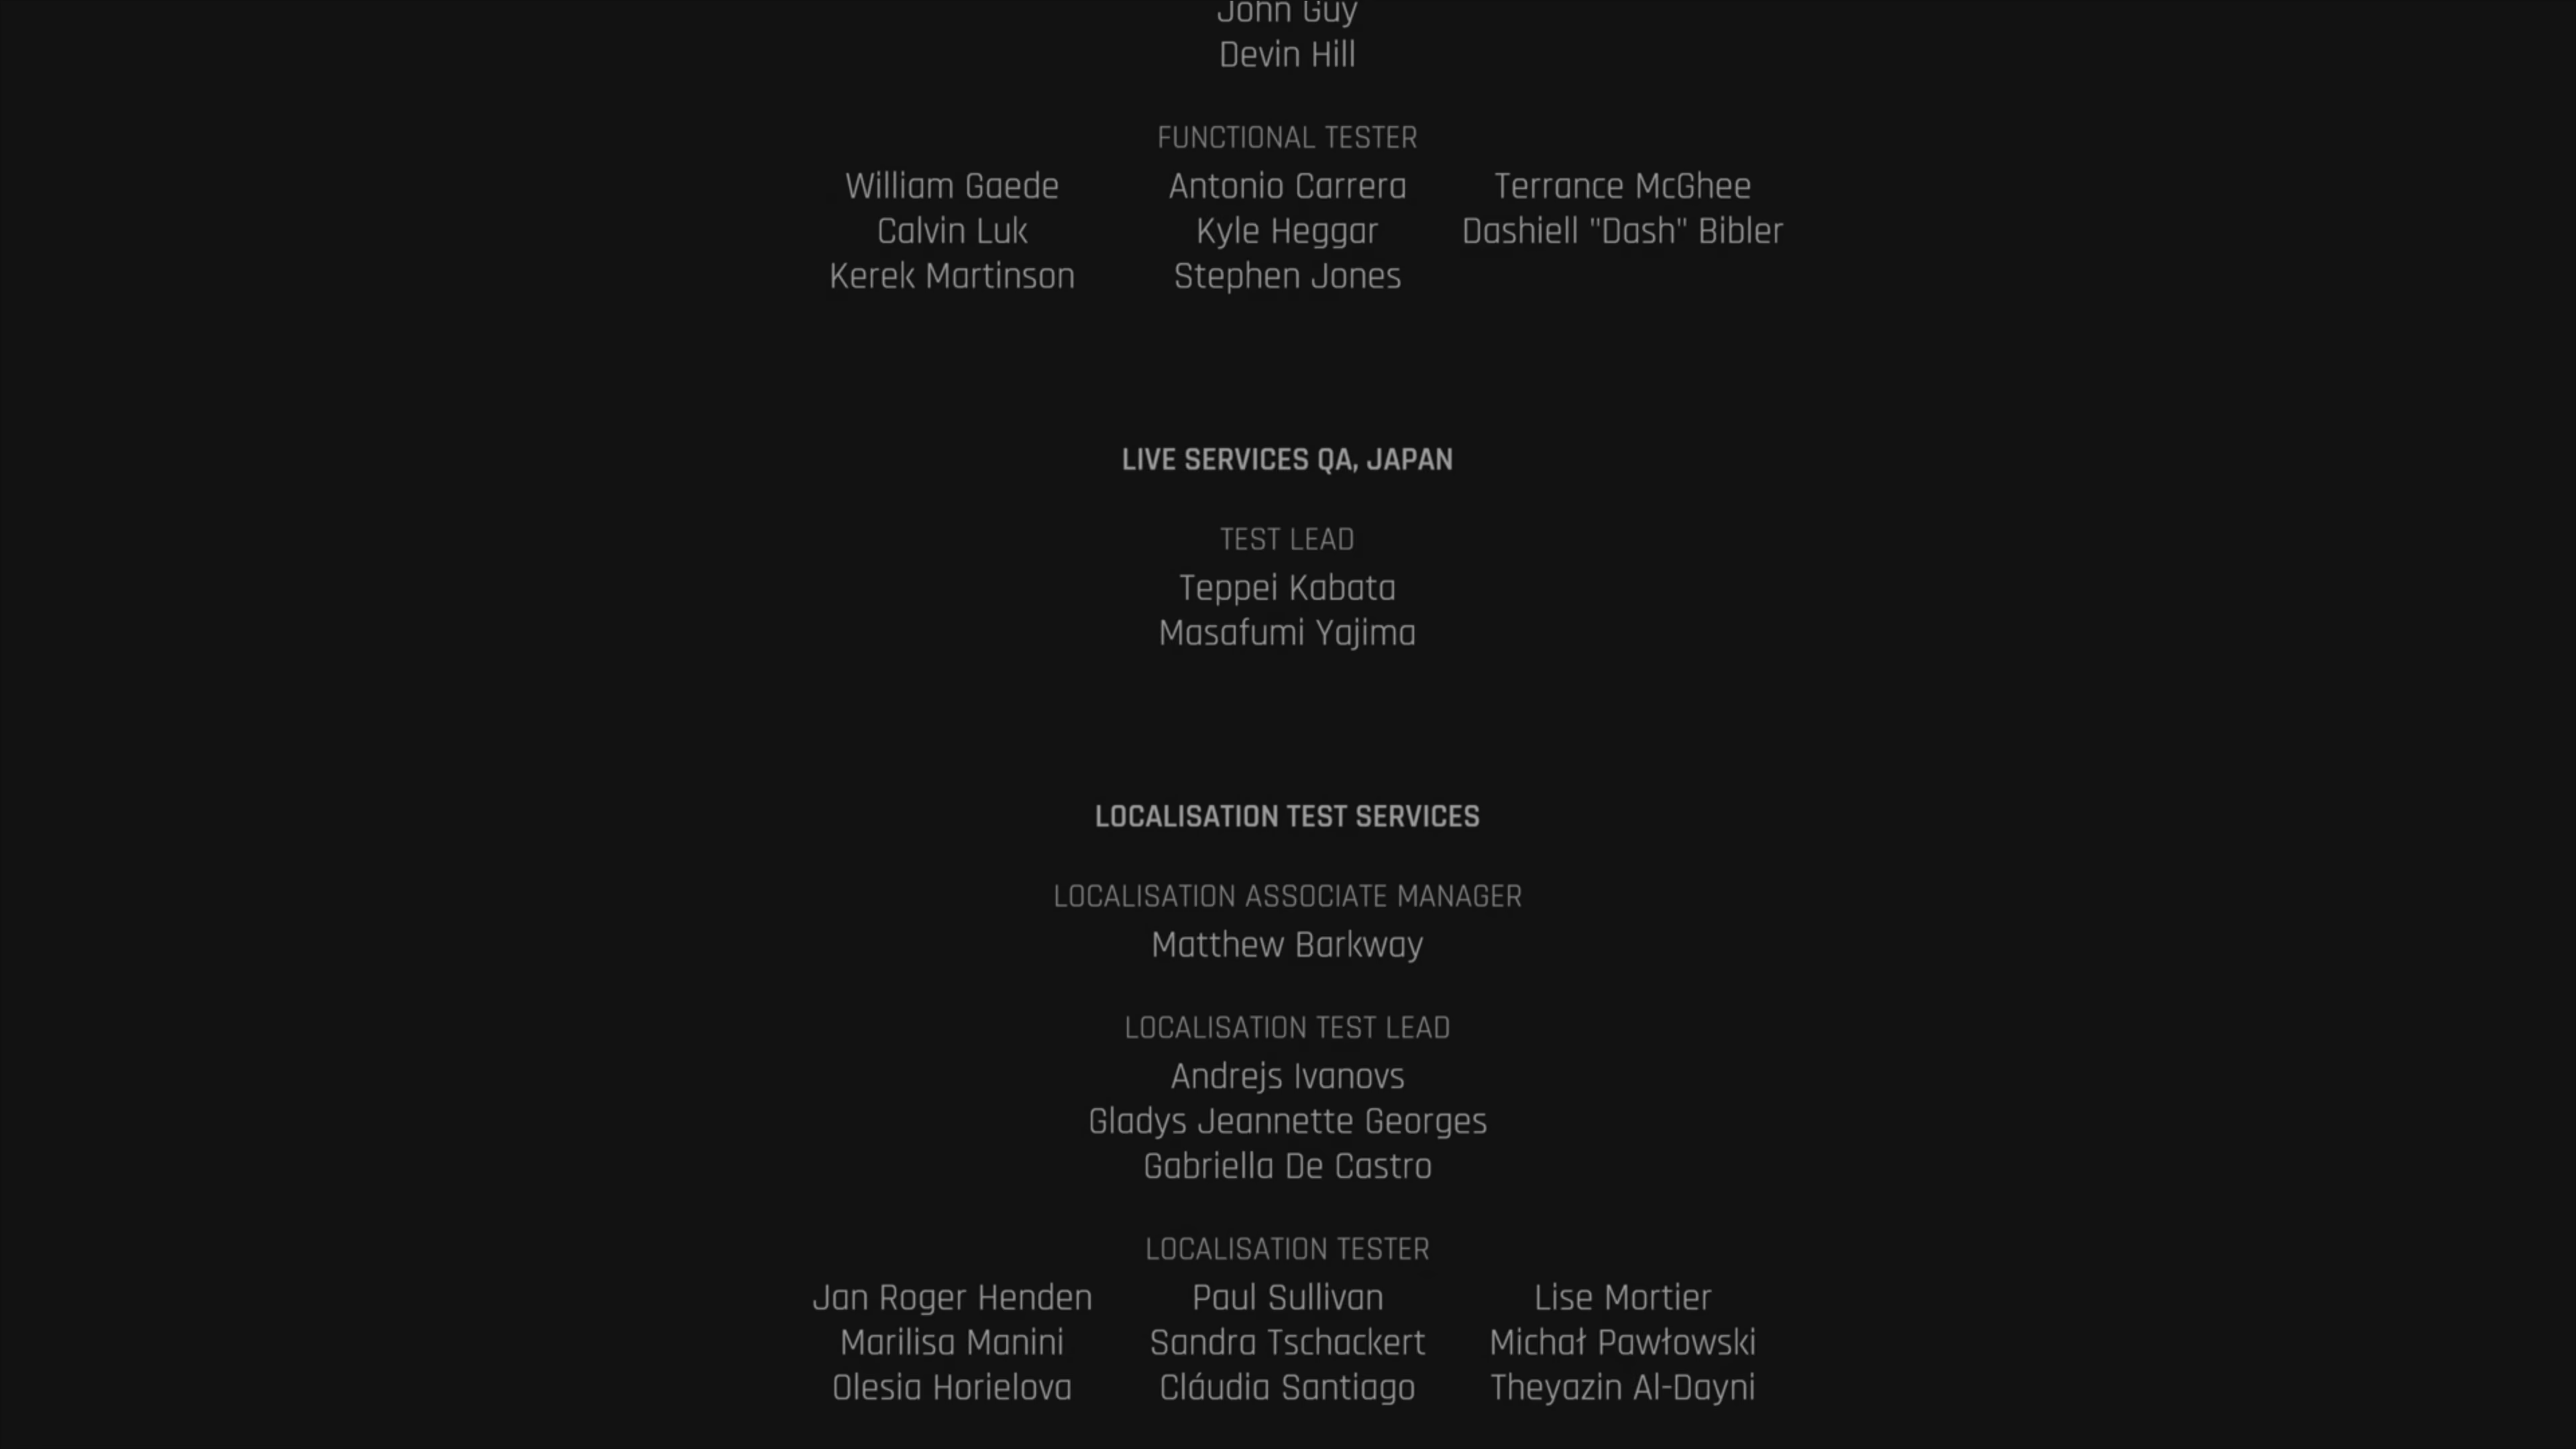 John Guy
Devin Hill
FUNCTIONAL TESTER
William Gaede Antonio Carrera Terrance McGhee
Calvin Luk Kyle Heggar Dashiell "Dash" Bibler
Kerek Martinson Stephen Jones
LIVE SERVICES QA, JAPAN
TEST LEAD
Teppei Kabata
Masafumi Yajima
LOCALISATION TEST SERVICES
LOCALISATION ASSOCIATE MANAGER
Matthew Barkway
LOCALISATION TEST LEAD
Andrejs Ivanovs
Gladys Jeannette Georges
Gabriella De Castro
LOCALISATION TESTER
Jan Roger Henden Paul Sullivan Lise Mortier
Marilisa Manini Sandra Tschackert Michał Pawłowski
Olesia Horielova Cláudia Santiago Theyazin Al-Dayni